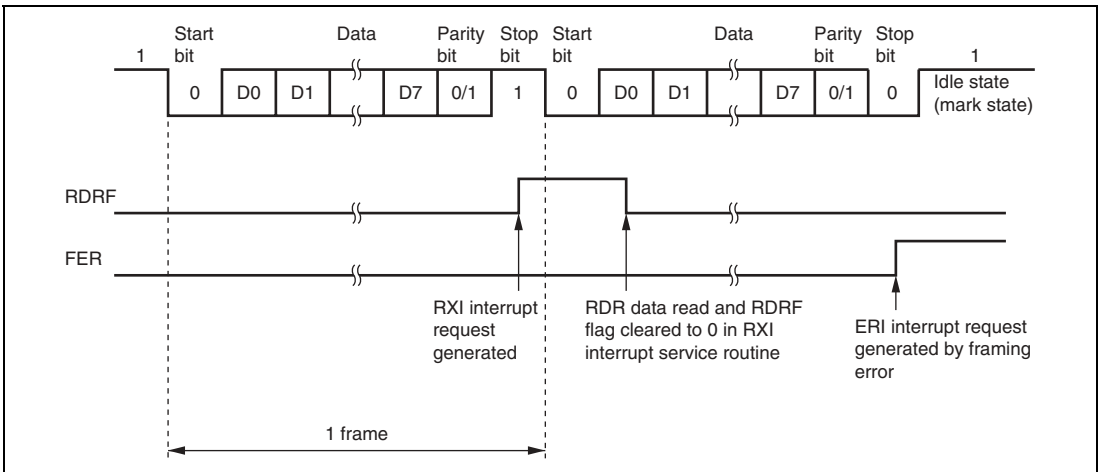 Start Data Parity Stop Start Data Parity Stop
1 bit bit bit bit bit bit 1
0 D0 D1 D7 0/1 1 0 D0 D1 D7 0/1 0 Idle state
(mark state)
RDRF
FER
RXI interrupt
request
generated
RDR data read and RDRF
flag cleared to 0 in RXI
interrupt service routine
ERI interrupt request
generated by framing
error
1 frame